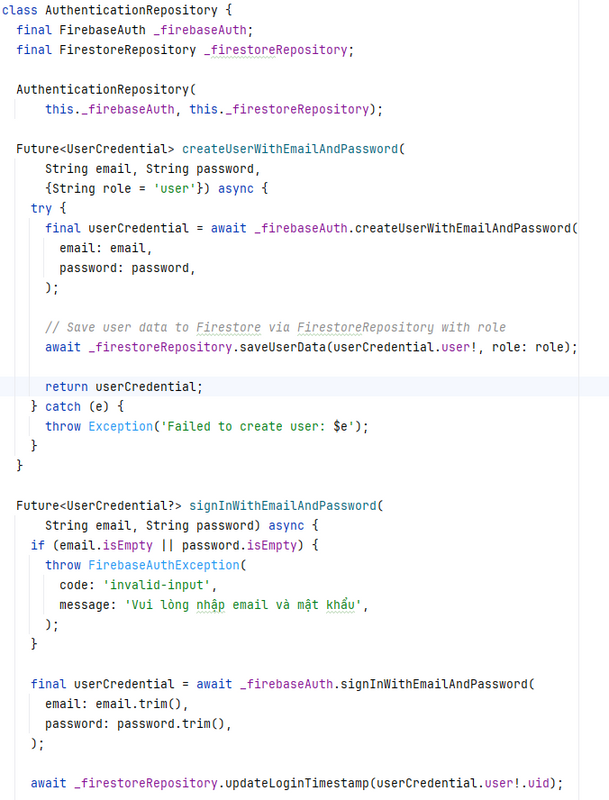 class AuthenticationRepository {
  final FirebaseAuth _firebaseAuth;
  final FirestoreRepository _firestoreRepository;

  AuthenticationRepository(
      this._firebaseAuth, this._firestoreRepository);

  Future<UserCredential> createUserWithEmailAndPassword(
      String email, String password,
      {String role = 'user'}) async {
    try {
      final userCredential = await _firebaseAuth.createUserWithEmailAndPassword(
        email: email,
        password: password,
      );

      // Save user data to Firestore via FirestoreRepository with role
      await _firestoreRepository.saveUserData(userCredential.user!, role: role);

      return userCredential;
    } catch (e) {
      throw Exception('Failed to create user: $e');
    }
  }

  Future<UserCredential?> signInWithEmailAndPassword(
      String email, String password) async {
    if (email.isEmpty || password.isEmpty) {
      throw FirebaseAuthException(
        code: 'invalid-input',
        message: 'Vui lòng nhập email và mật khẩu',
      );
    }

    final userCredential = await _firebaseAuth.signInWithEmailAndPassword(
      email: email.trim(),
      password: password.trim(),
    );

    await _firestoreRepository.updateLoginTimestamp(userCredential.user!.uid);